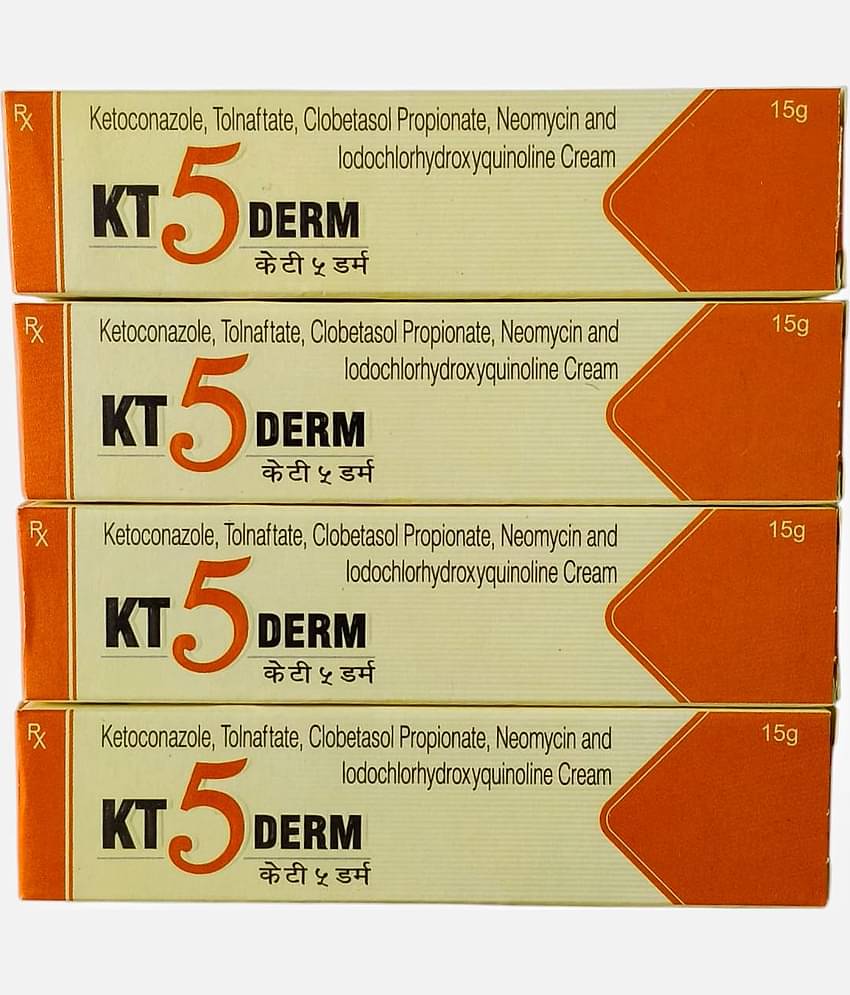 Rx
Ketoconazole, Tolnaftate, Clobetasol Propionate, Neomycin and
Iodochlorhydroxyquinoline Cream
15g
KT 5 DERM
के टी ५ डर्म
Rx
Ketoconazole, Tolnaftate, Clobetasol Propionate, Neomycin and
Iodochlorhydroxyquinoline Cream
15g
KT 5 DERM
के टी ५ डर्म
Rx
Ketoconazole, Tolnaftate, Clobetasol Propionate, Neomycin and
Iodochlorhydroxyquinoline Cream
15g
KT 5 DERM
के टी ५ डर्म
Rx
Ketoconazole, Tolnaftate, Clobetasol Propionate, Neomycin and
Iodochlorhydroxyquinoline Cream
15g
KT 5 DERM
के टी ५ डर्म